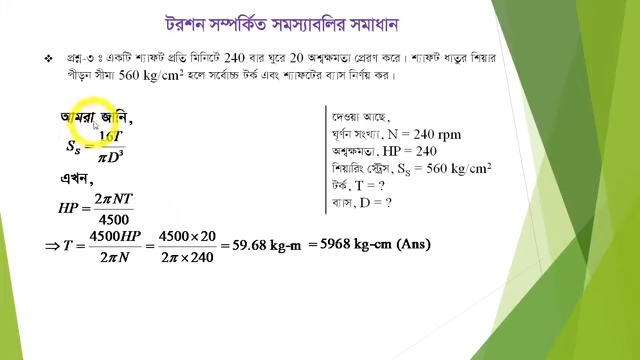 টরশন সম্পর্কিত সমস্যাবলির সমাধান
❖ প্রশ্ন-৩ ঃ একটি শ্যাফট প্রতি মিনিটে 240 বার ঘুরে 20 অশ্বক্ষমতা প্রেরণ করে। শ্যাফট ধাতুর শিয়ার
পীড়ন সীমা 560 kg/cm² হলে সর্বোচ্চ টর্ক এবং শ্যাফটের ব্যাস নির্ণয় কর।
আমরা জানি,
S_s = 16T / πD³
এখন,
HP = 2πNT / 4500
⇒ T = 4500HP / 2πN = 4500 × 20 / 2π × 240 = 59.68 kg-m = 5968 kg-cm (Ans)
দেওয়া আছে,
ঘূর্ণন সংখ্যা, N = 240 rpm
অশ্বক্ষমতা, HP = 240
শিয়ারিং স্ট্রেস, S_S = 560 kg/cm²
টর্ক, T = ?
ব্যাস, D = ?